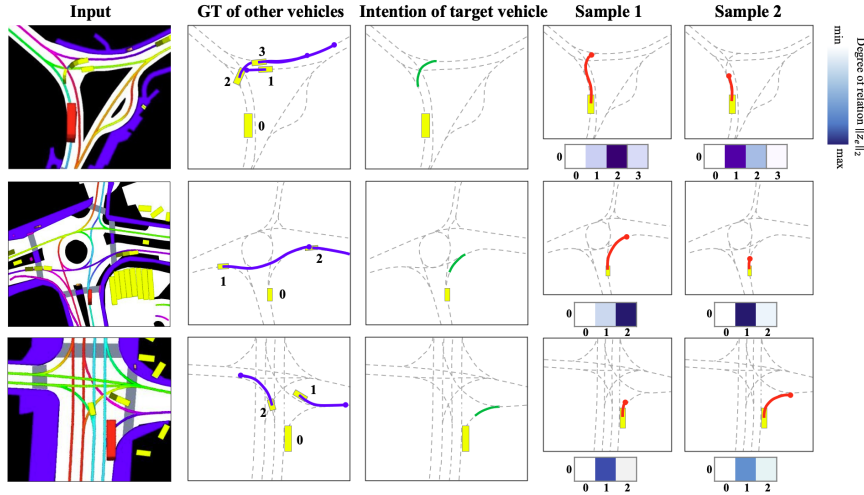 Input
GT of other vehicles
Intention of target vehicle
Sample 1
Sample 2
min
Degree of relation ||z_e||_2
max
3
2
1
0
0
0 1 2 3
0
0 1 2 3
1
2
0
0
0 1 2
0
0 1 2
1
2
0
0
0 1 2
0
0 1 2